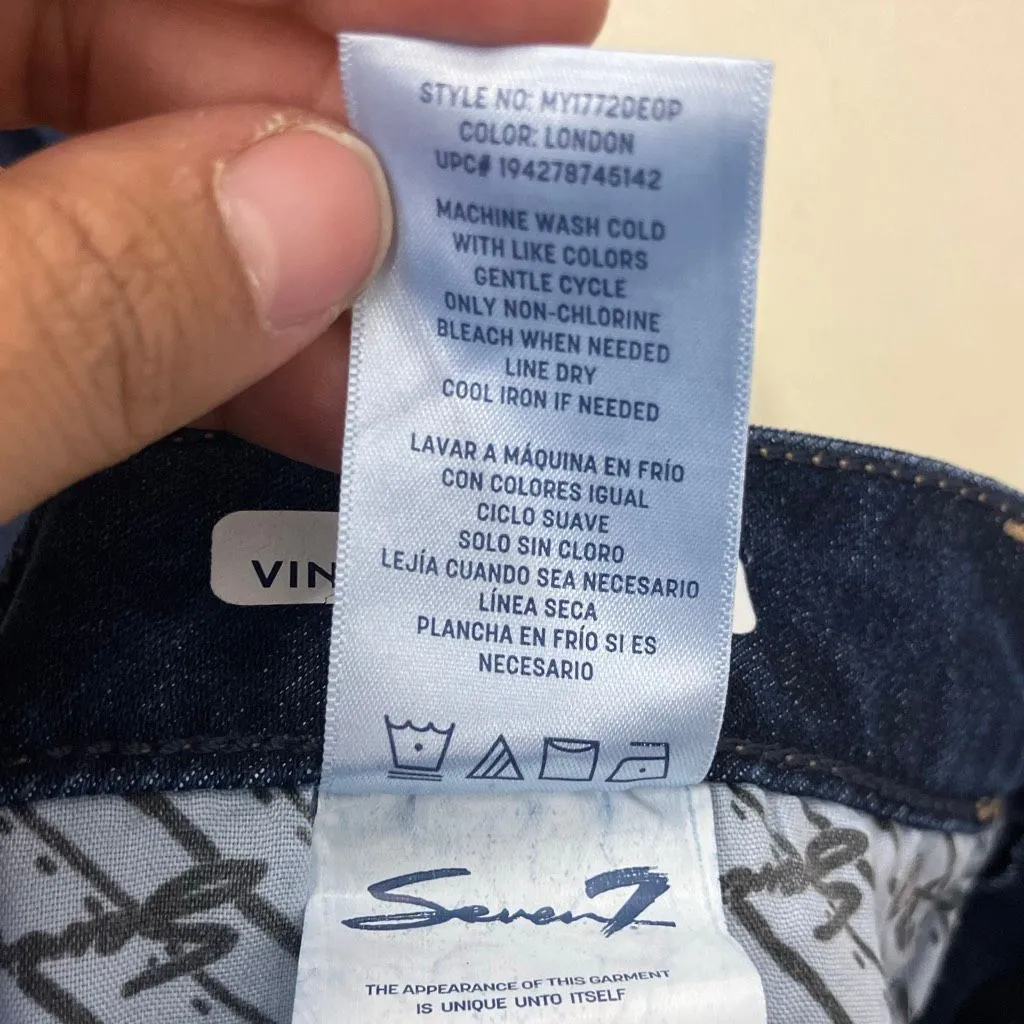 STYLE NO: MY1772DE0P
COLOR: LONDON
UPC# 194278745142
MACHINE WASH COLD
WITH LIKE COLORS
GENTLE CYCLE
ONLY NON-CHLORINE
BLEACH WHEN NEEDED
LINE DRY
COOL IRON IF NEEDED
LAVAR A MÁQUINA EN FRÍO
CON COLORES IGUAL
CICLO SUAVE
SOLO SIN CLORO
LEJÍA CUANDO SEA NECESARIO
LÍNEA SECA
PLANCHA EN FRÍO SI ES
NECESARIO
VIN
Seven7
THE APPEARANCE OF THIS GARMENT
IS UNIQUE UNTO ITSELF